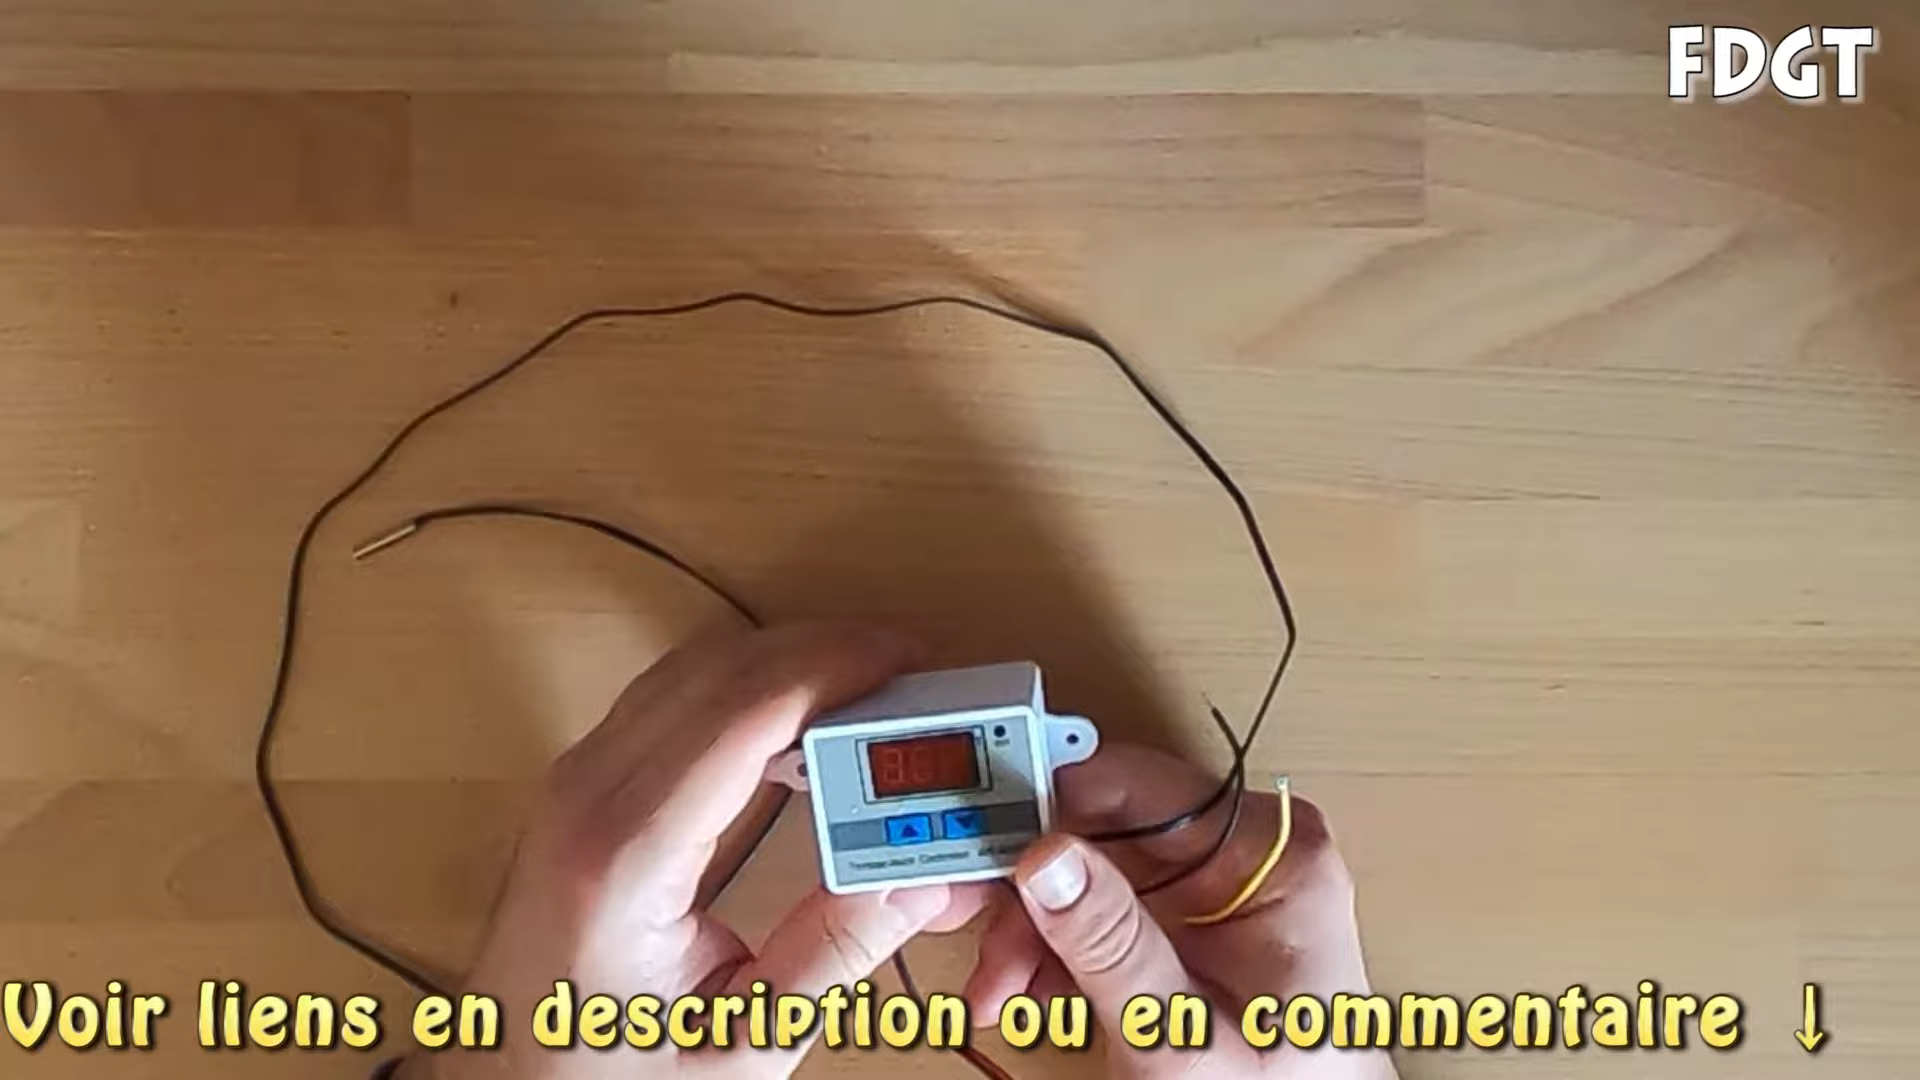 FDGT
Voir liens en description ou en commentaire ↓